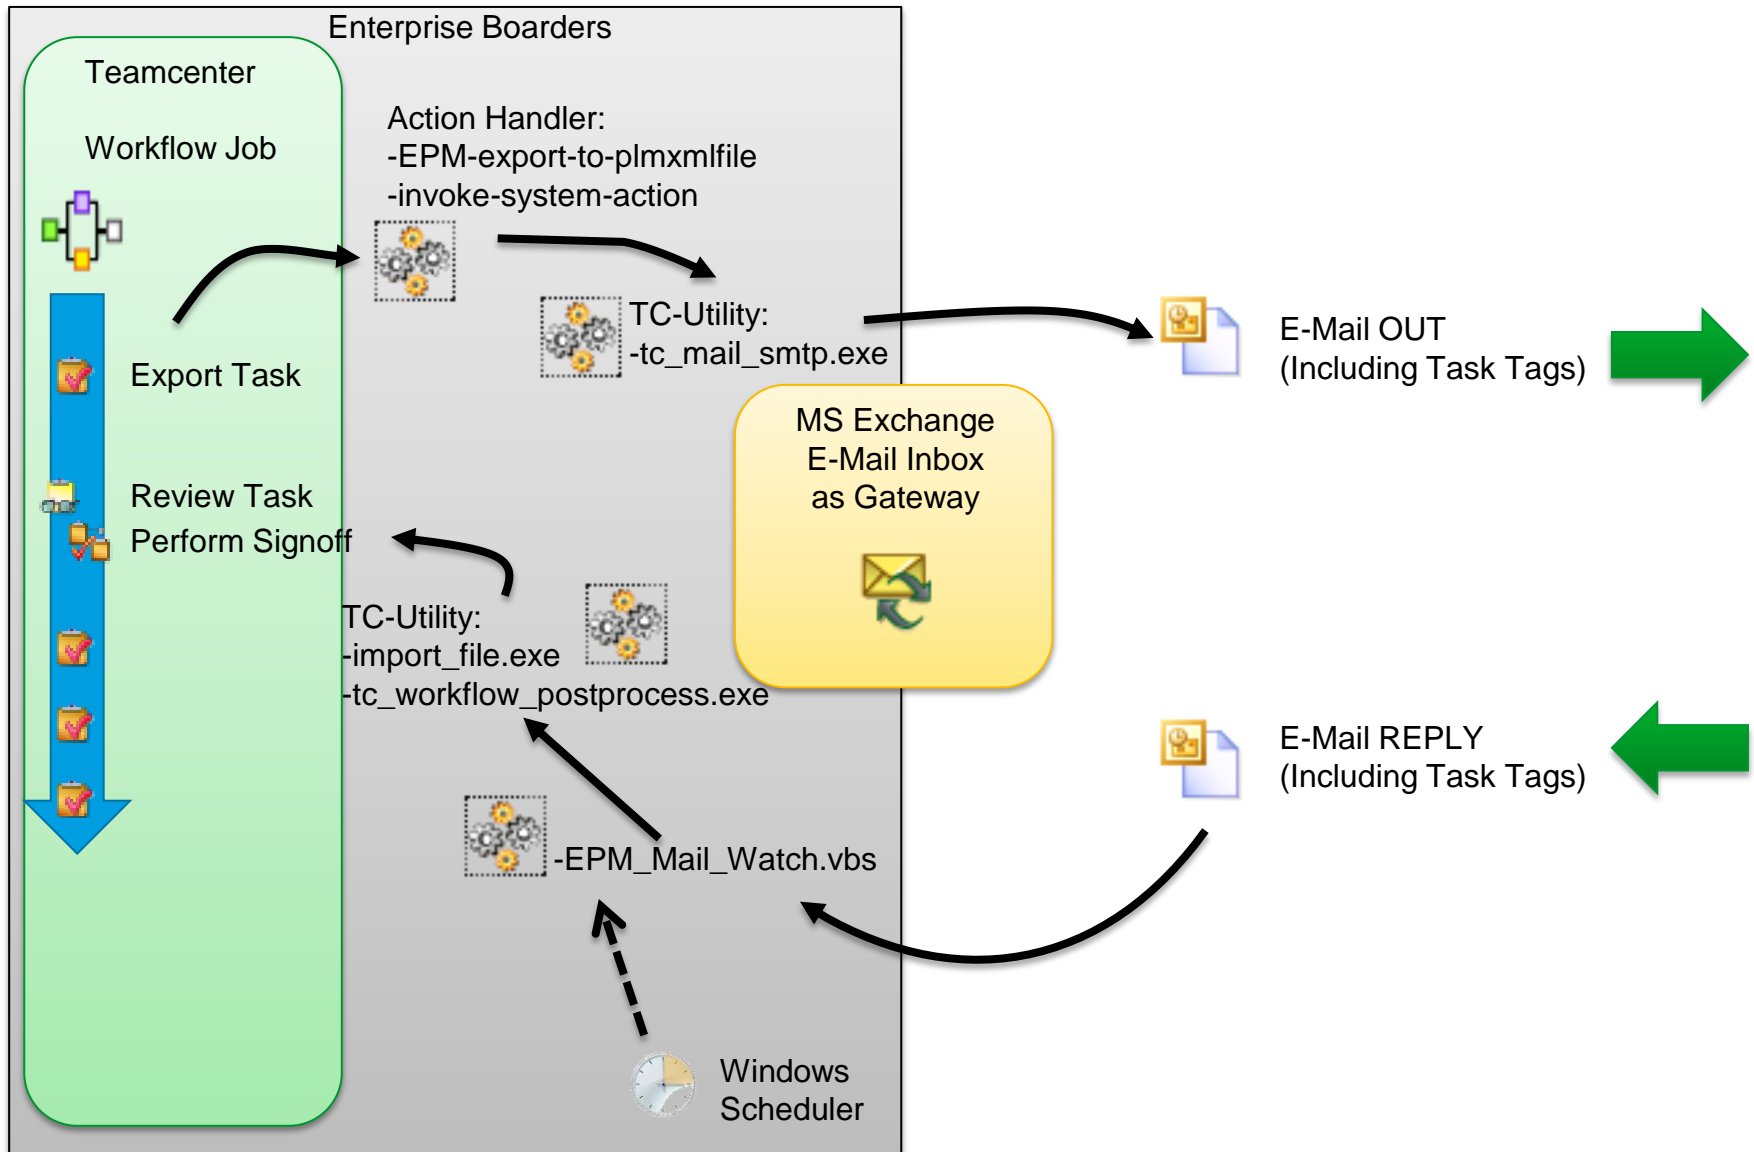 Enterprise Boarders
Teamcenter
Workflow Job
Action Handler:
-EPM-export-to-plmxmlfile
-invoke-system-action
TC-Utility:
-tc_mail_smtp.exe
E-Mail OUT
(Including Task Tags)
Export Task
MS Exchange
E-Mail Inbox
as Gateway
Review Task
Perform Signoff
TC-Utility:
-import_file.exe
-tc_workflow_postprocess.exe
E-Mail REPLY
(Including Task Tags)
-EPM_Mail_Watch.vbs
Windows
Scheduler